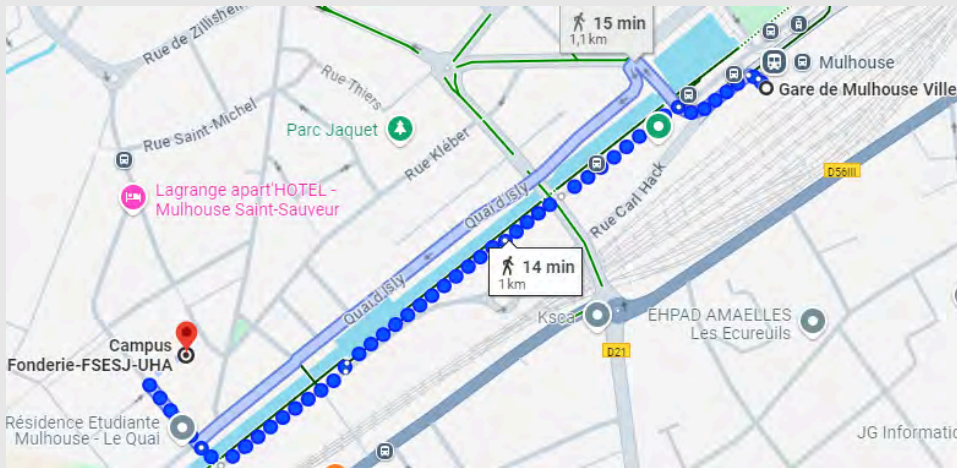 15 min
1,1 km
Rue de Zillisheim
Mulhouse
Gare de Mulhouse Ville
Rue Thiers
Parc Jaquet
Rue Saint-Michel
Rue Kléber
D56III
Lagrange apart'HOTEL -
Mulhouse Saint-Sauveur
Quai d'Isly
Rue Carl Hack
14 min
1 km
Quai d'Isly
Ksca
EHPAD AMAELLES
Les Ecureuils
Campus
Fonderie-FSESJ-UHA
D21
Résidence Etudiante
Mulhouse - Le Quai
JG Informatic